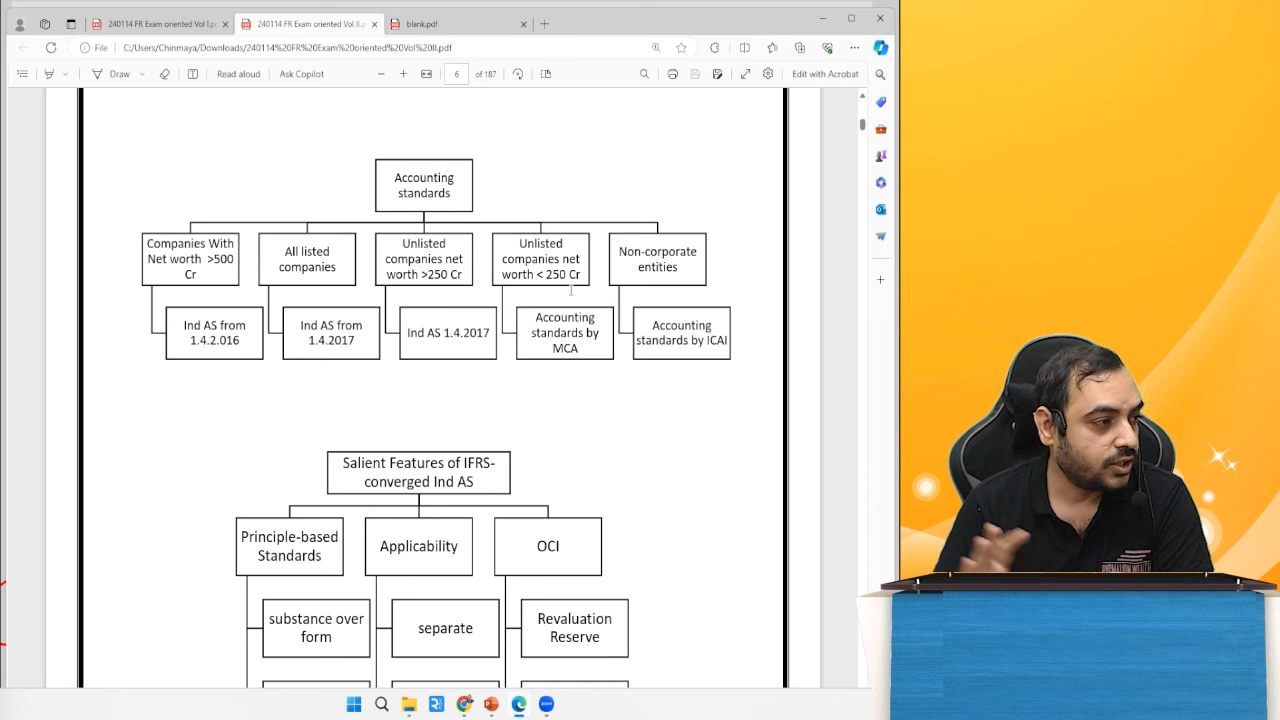 240114 FR Exam oriented Vol I.p
240114 FR Exam oriented Vol II.p
blank.pdf
File
C:/Users/Chinmaya/Downloads/240114%20FR%20Exam%20oriented%20Vol%20II.pdf
Draw
Read aloud
Ask Copilot
6
of 187
Edit with Acrobat
Accounting
standards
Companies With
Net worth >500
Cr
All listed
companies
Unlisted
companies net
worth >250 Cr
Unlisted
companies net
worth < 250 Cr
Non-corporate
entities
Ind AS from
1.4.2.016
Ind AS from
1.4.2017
Ind AS 1.4.2017
Accounting
standards by
MCA
Accounting
standards by ICAI
Salient Features of IFRS-
converged Ind AS
Principle-based
Standards
Applicability
OCI
substance over
form
separate
Revaluation
Reserve